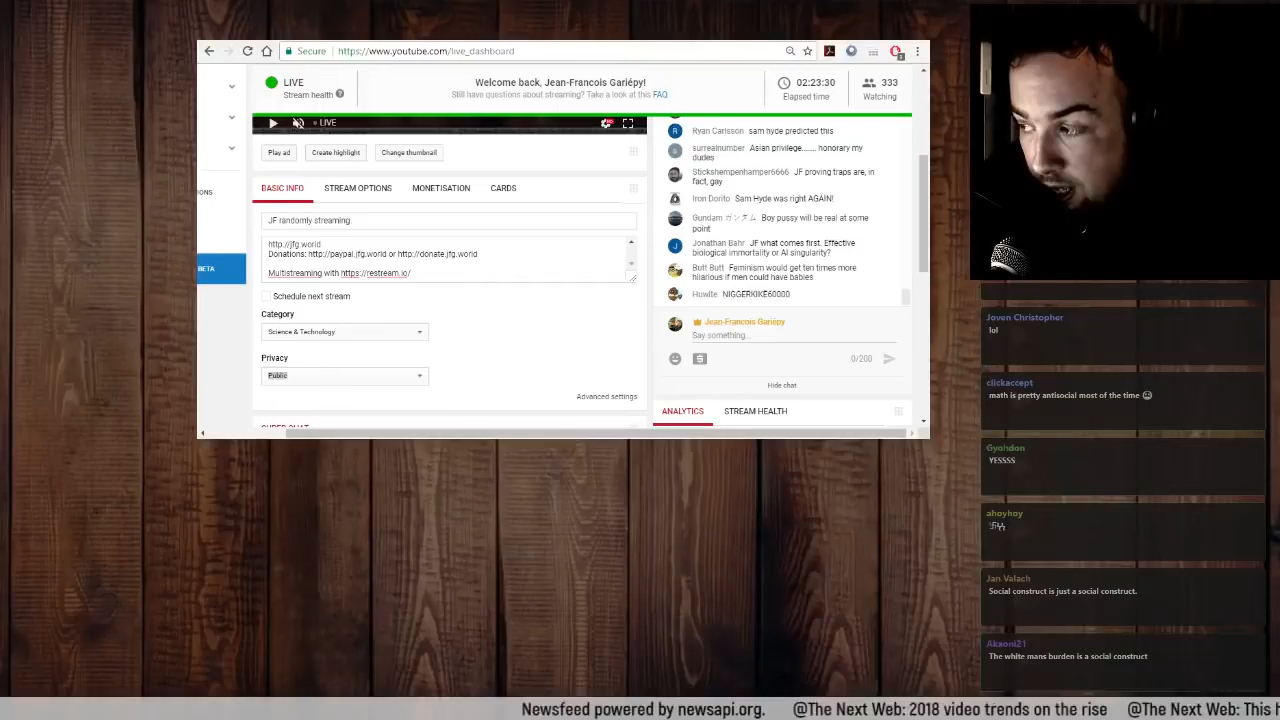 Secure
https://www.youtube.com/live_dashboard
LIVE
Stream health
Welcome back, Jean-Francois Gariépy!
Still have questions about streaming? Take a look at this FAQ.
02:23:30
Elapsed time
333
Watching
LIVE
Play ad
Create highlight
Change thumbnail
BASIC INFO
STREAM OPTIONS
MONETISATION
CARDS
JF randomly streaming.
http://jfg.world
Donations: http://paypal.jfg.world or http://donate.jfg.world
Multistreaming with https://restream.io/
Schedule next stream
Category
Science & Technology
Privacy
Public
Advanced settings
IONS
BETA
Ryan Carlsson sam hyde predicted this
surrealnumber Asian privilege....... honorary my
dudes
Stickshempenhamper6666 JF proving traps are, in
fact, gay
Iron Dorito Sam Hyde was right AGAIN!
Gundam ガンダム Boy pussy will be real at some
point
Jonathan Bahr JF what comes first. Effective
biological immortality or AI singularity?
Butt Butt Feminism would get ten times more
hilarious if men could have babies
Huwite NIGGERKIKE60000
Jean-Francois Gariépy
Say something...
0/200
Hide chat
ANALYTICS
STREAM HEALTH
Joven Christopher
lol
clickaccept
math is pretty antisocial most of the time
Gyohdon
YESSSS
ahoyhoy
Jan Valach
Social construct is just a social construct.
Akaoni21
The white mans burden is a social construct
Newsfeed powered by newsapi.org.
@The Next Web: 2018 video trends on the rise
@The Next Web: This